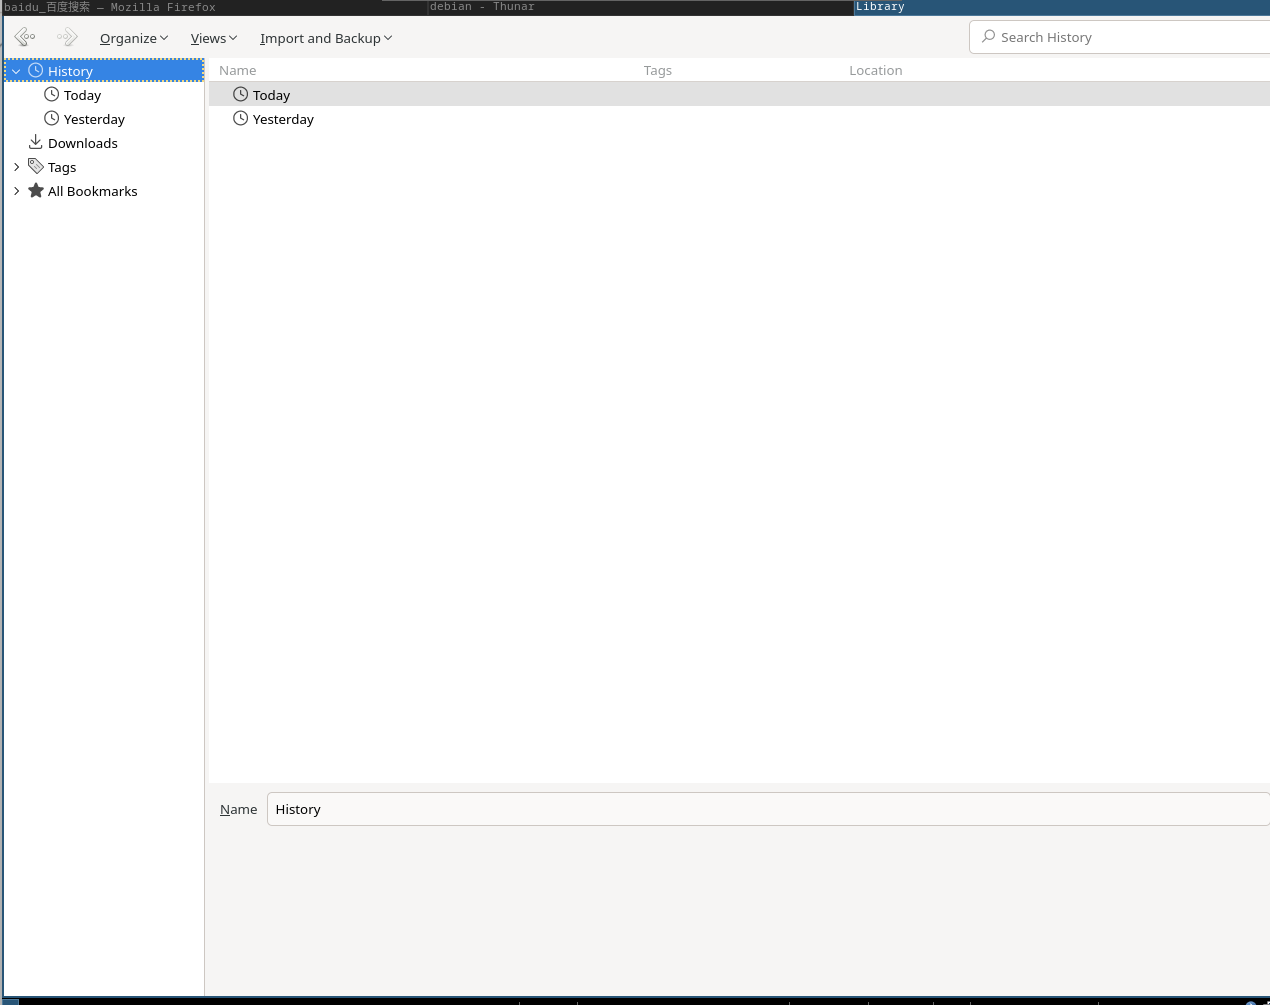 baidu_百度搜索 — Mozilla Firefox
debian - Thunar
Library
Organize
Views
Import and Backup
Search History
History
Today
Yesterday
Downloads
Tags
All Bookmarks
Name Tags Location
Today
Yesterday
Name History